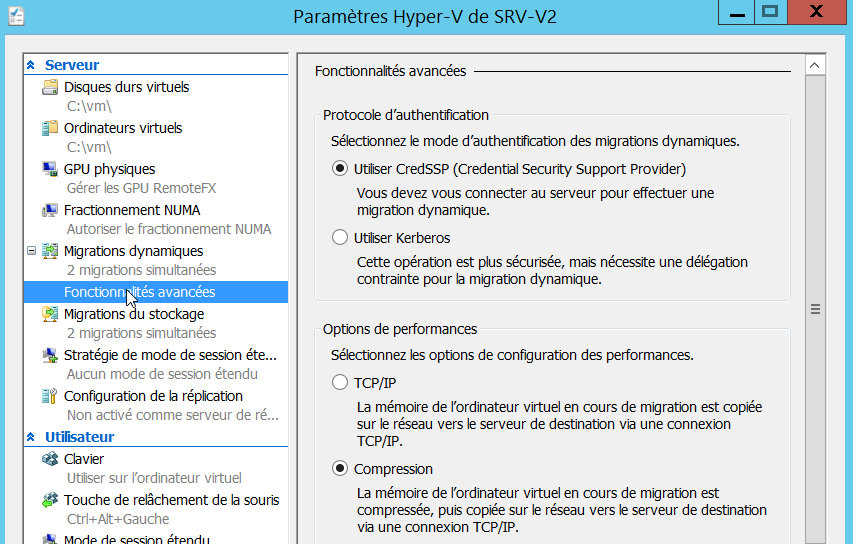 Paramètres Hyper-V de SRV-V2
Serveur
Disques durs virtuels
C:\vm\
Ordinateurs virtuels
C:\vm\
GPU physiques
Gérer les GPU RemoteFX
Fractionnement NUMA
Autoriser le fractionnement NUMA
Migrations dynamiques
2 migrations simultanées
Fonctionnalités avancées
Migrations du stockage
2 migrations simultanées
Stratégie de mode de session éte...
Aucun mode de session étendu
Configuration de la réplication
Non activé comme serveur de ré...
Utilisateur
Clavier
Utiliser sur l'ordinateur virtuel
Touche de relâchement de la souris
Ctrl+Alt+Gauche
Mode de session étendu
Fonctionnalités avancées
Protocole d'authentification
Sélectionnez le mode d'authentification des migrations dynamiques.
Utiliser CredSSP (Credential Security Support Provider)
Vous devez vous connecter au serveur pour effectuer une
migration dynamique.
Utiliser Kerberos
Cette opération est plus sécurisée, mais nécessite une délégation
contrainte pour la migration dynamique.
Options de performances
Sélectionnez les options de configuration des performances.
TCP/IP
La mémoire de l'ordinateur virtuel en cours de migration est copiée
sur le réseau vers le serveur de destination via une connexion
TCP/IP.
Compression
La mémoire de l'ordinateur virtuel en cours de migration est
compressée, puis copiée sur le réseau vers le serveur de destination
via une connexion TCP/IP.